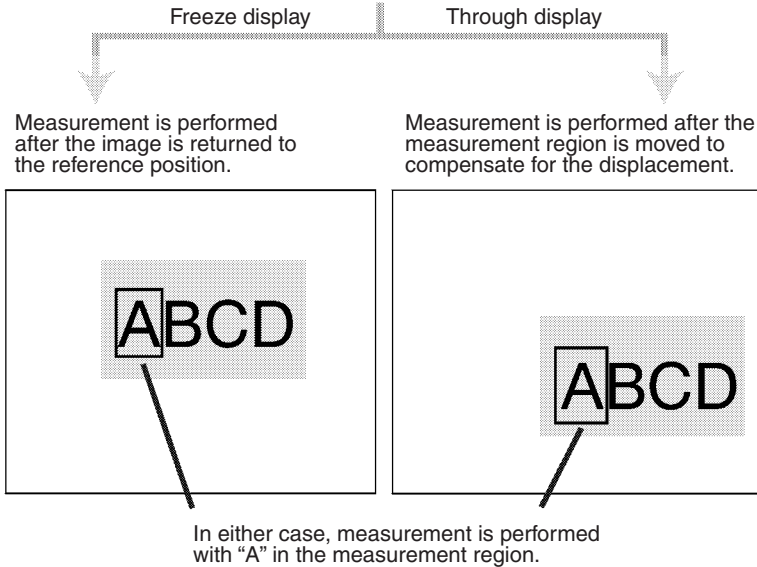 Freeze display
Through display
Measurement is performed
after the image is returned to
the reference position.
Measurement is performed after the
measurement region is moved to
compensate for the displacement.
ABCD
ABCD
In either case, measurement is performed
with “A” in the measurement region.